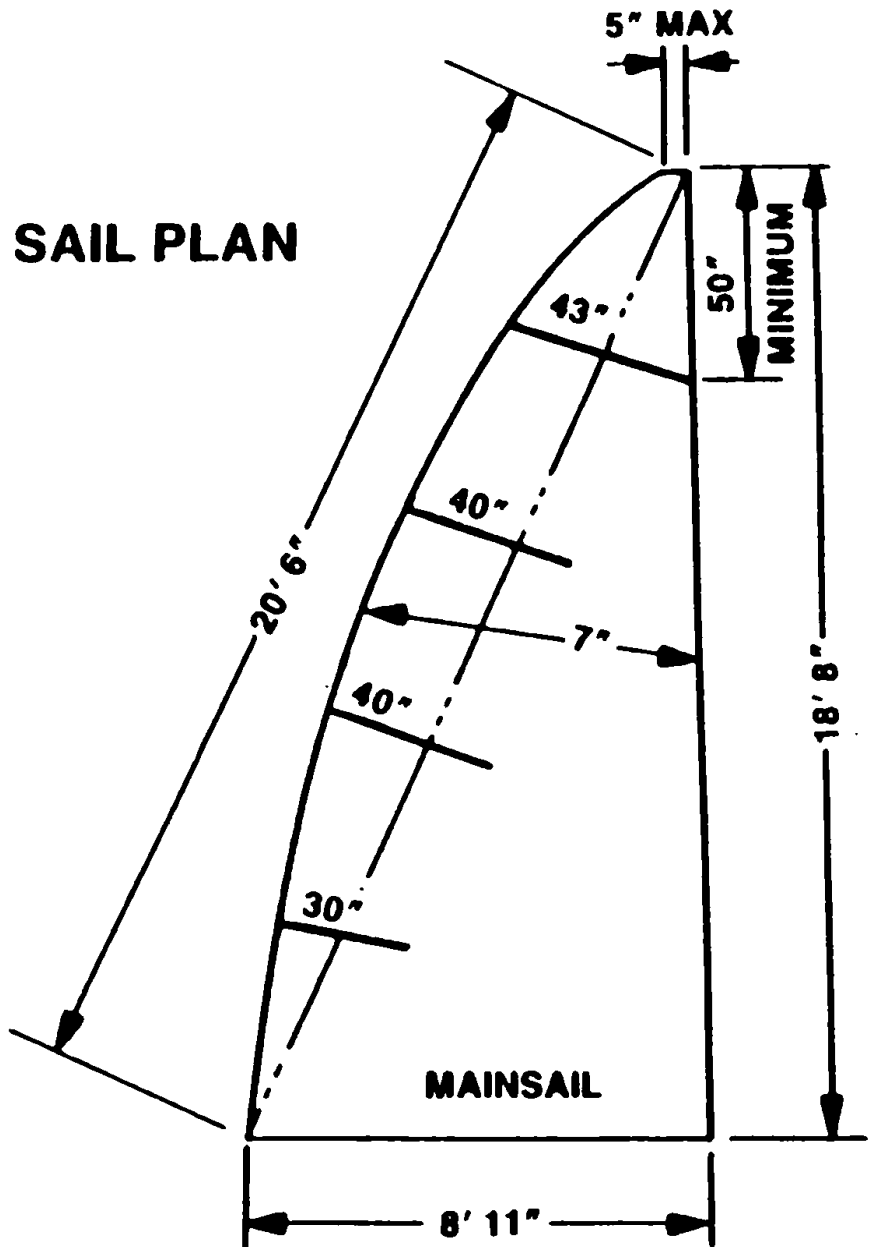 5" MAX
SAIL PLAN
50"
MINIMUM
43"
40"
20' 6"
7"
18' 8"
40"
30"
MAINSAIL
8' 11"